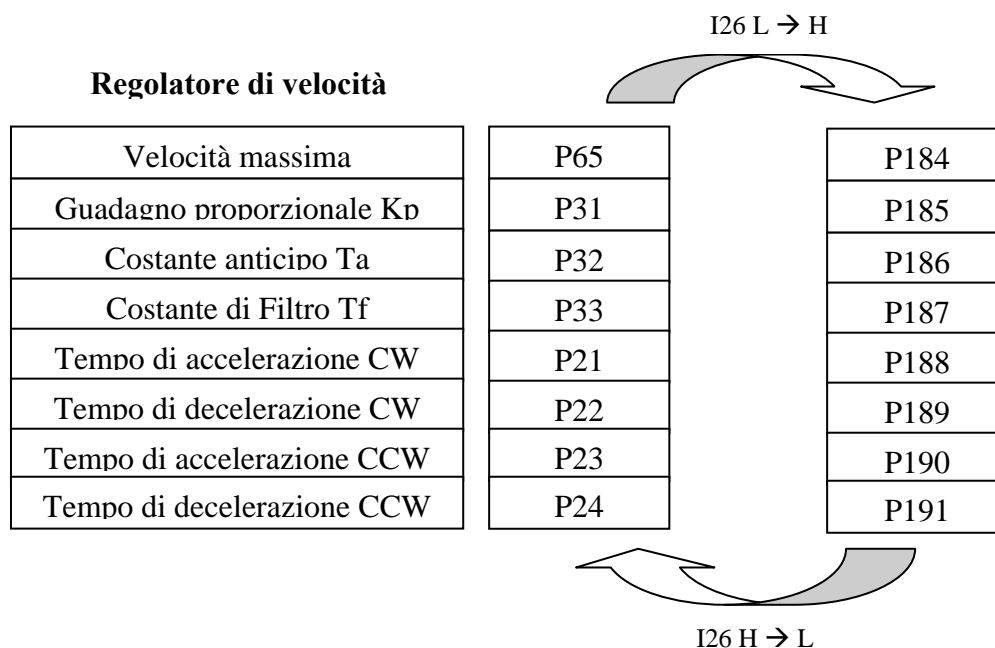 I26 L → H
Regolatore di velocità
Velocità massima P65 P184
Guadagno proporzionale Kp P31 P185
Costante anticipo Ta P32 P186
Costante di Filtro Tf P33 P187
Tempo di accelerazione CW P21 P188
Tempo di decelerazione CW P22 P189
Tempo di accelerazione CCW P23 P190
Tempo di decelerazione CCW P24 P191
I26 H → L